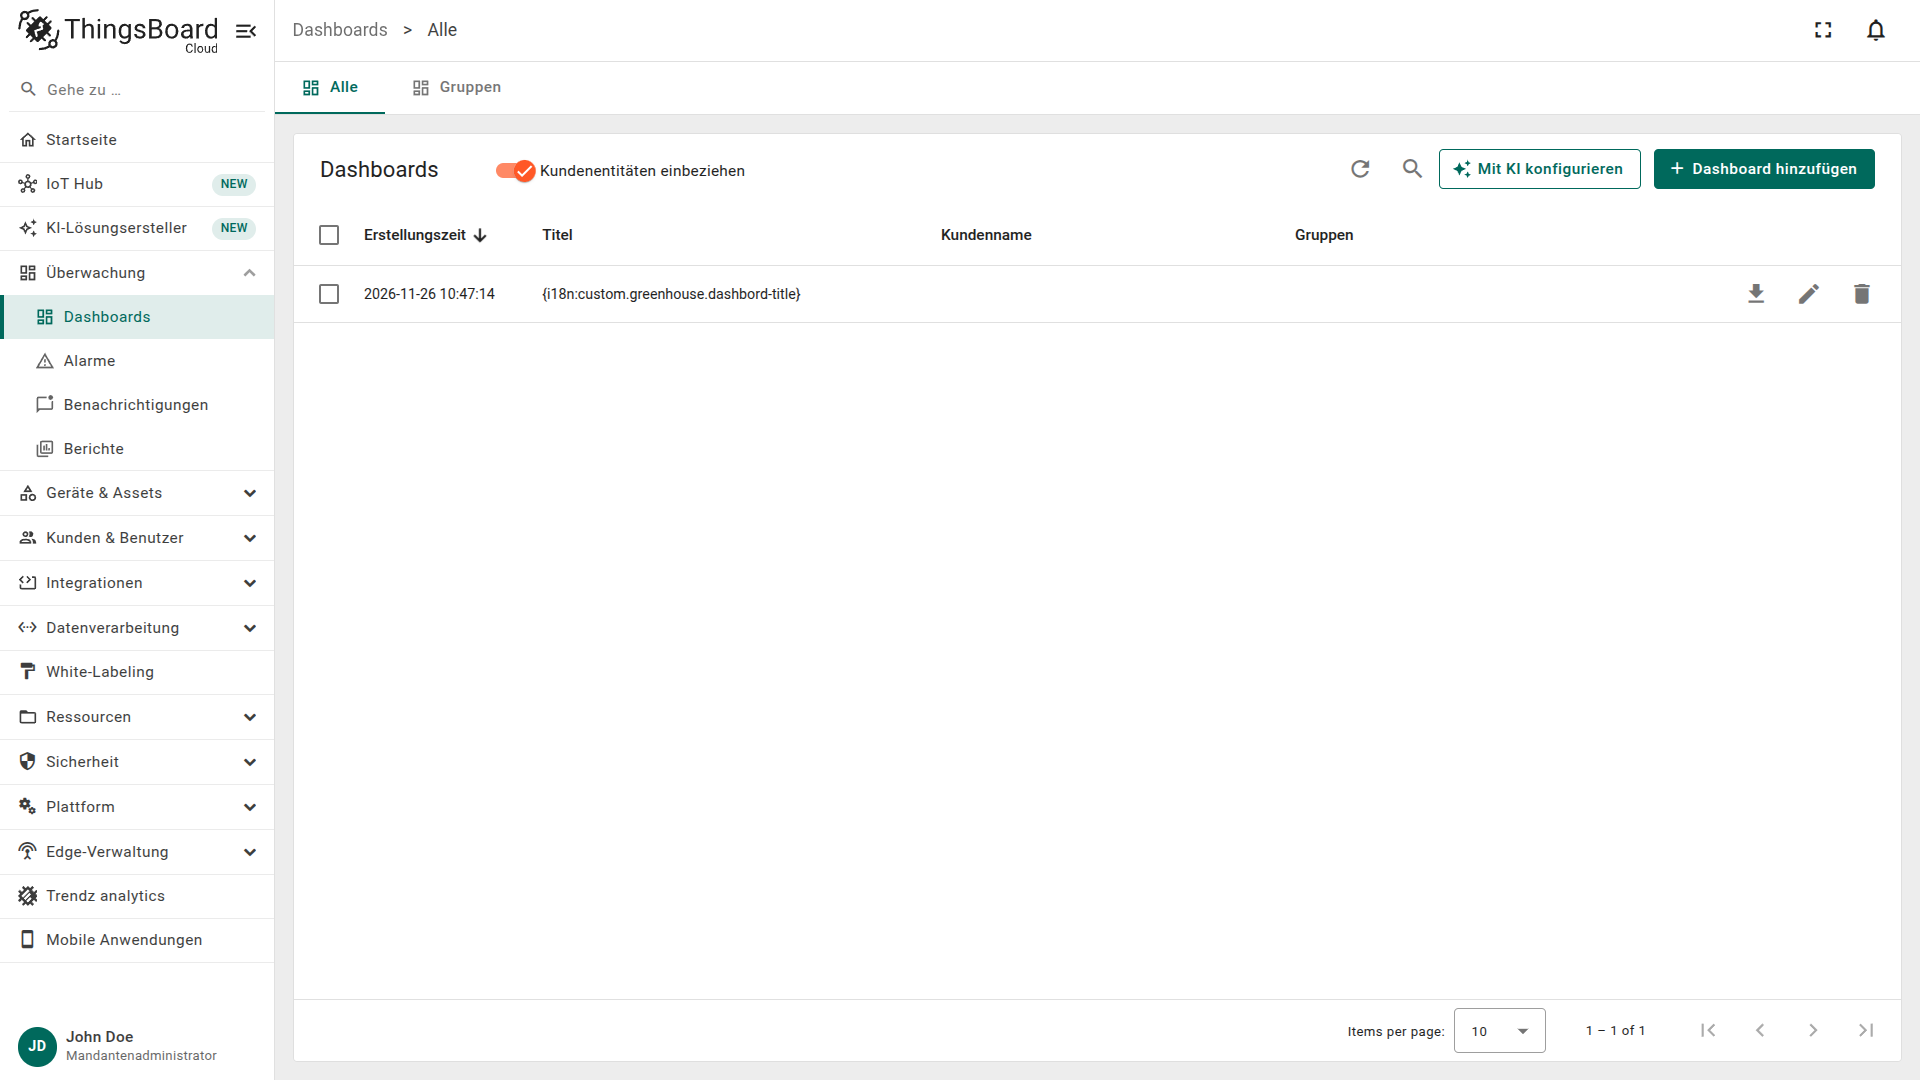 ThingsBoard
Cloud
Gehe zu ...
Startseite
IoT Hub NEW
KI-Lösungsersteller NEW
Überwachung
Dashboards
Alarme
Benachrichtigungen
Berichte
Geräte & Assets
Kunden & Benutzer
Integrationen
Datenverarbeitung
White-Labeling
Ressourcen
Sicherheit
Plattform
Edge-Verwaltung
Trendz analytics
Mobile Anwendungen
JD
John Doe
Mandantenadministrator
Dashboards > Alle
Alle Gruppen
Dashboards Kundenentitäten einbeziehen Mit KI konfigurieren + Dashboard hinzufügen
Erstellungszeit Titel Kundenname Gruppen
2026-11-26 10:47:14 {i18n:custom.greenhouse.dashbord-title}
Items per page: 10 1 – 1 of 1